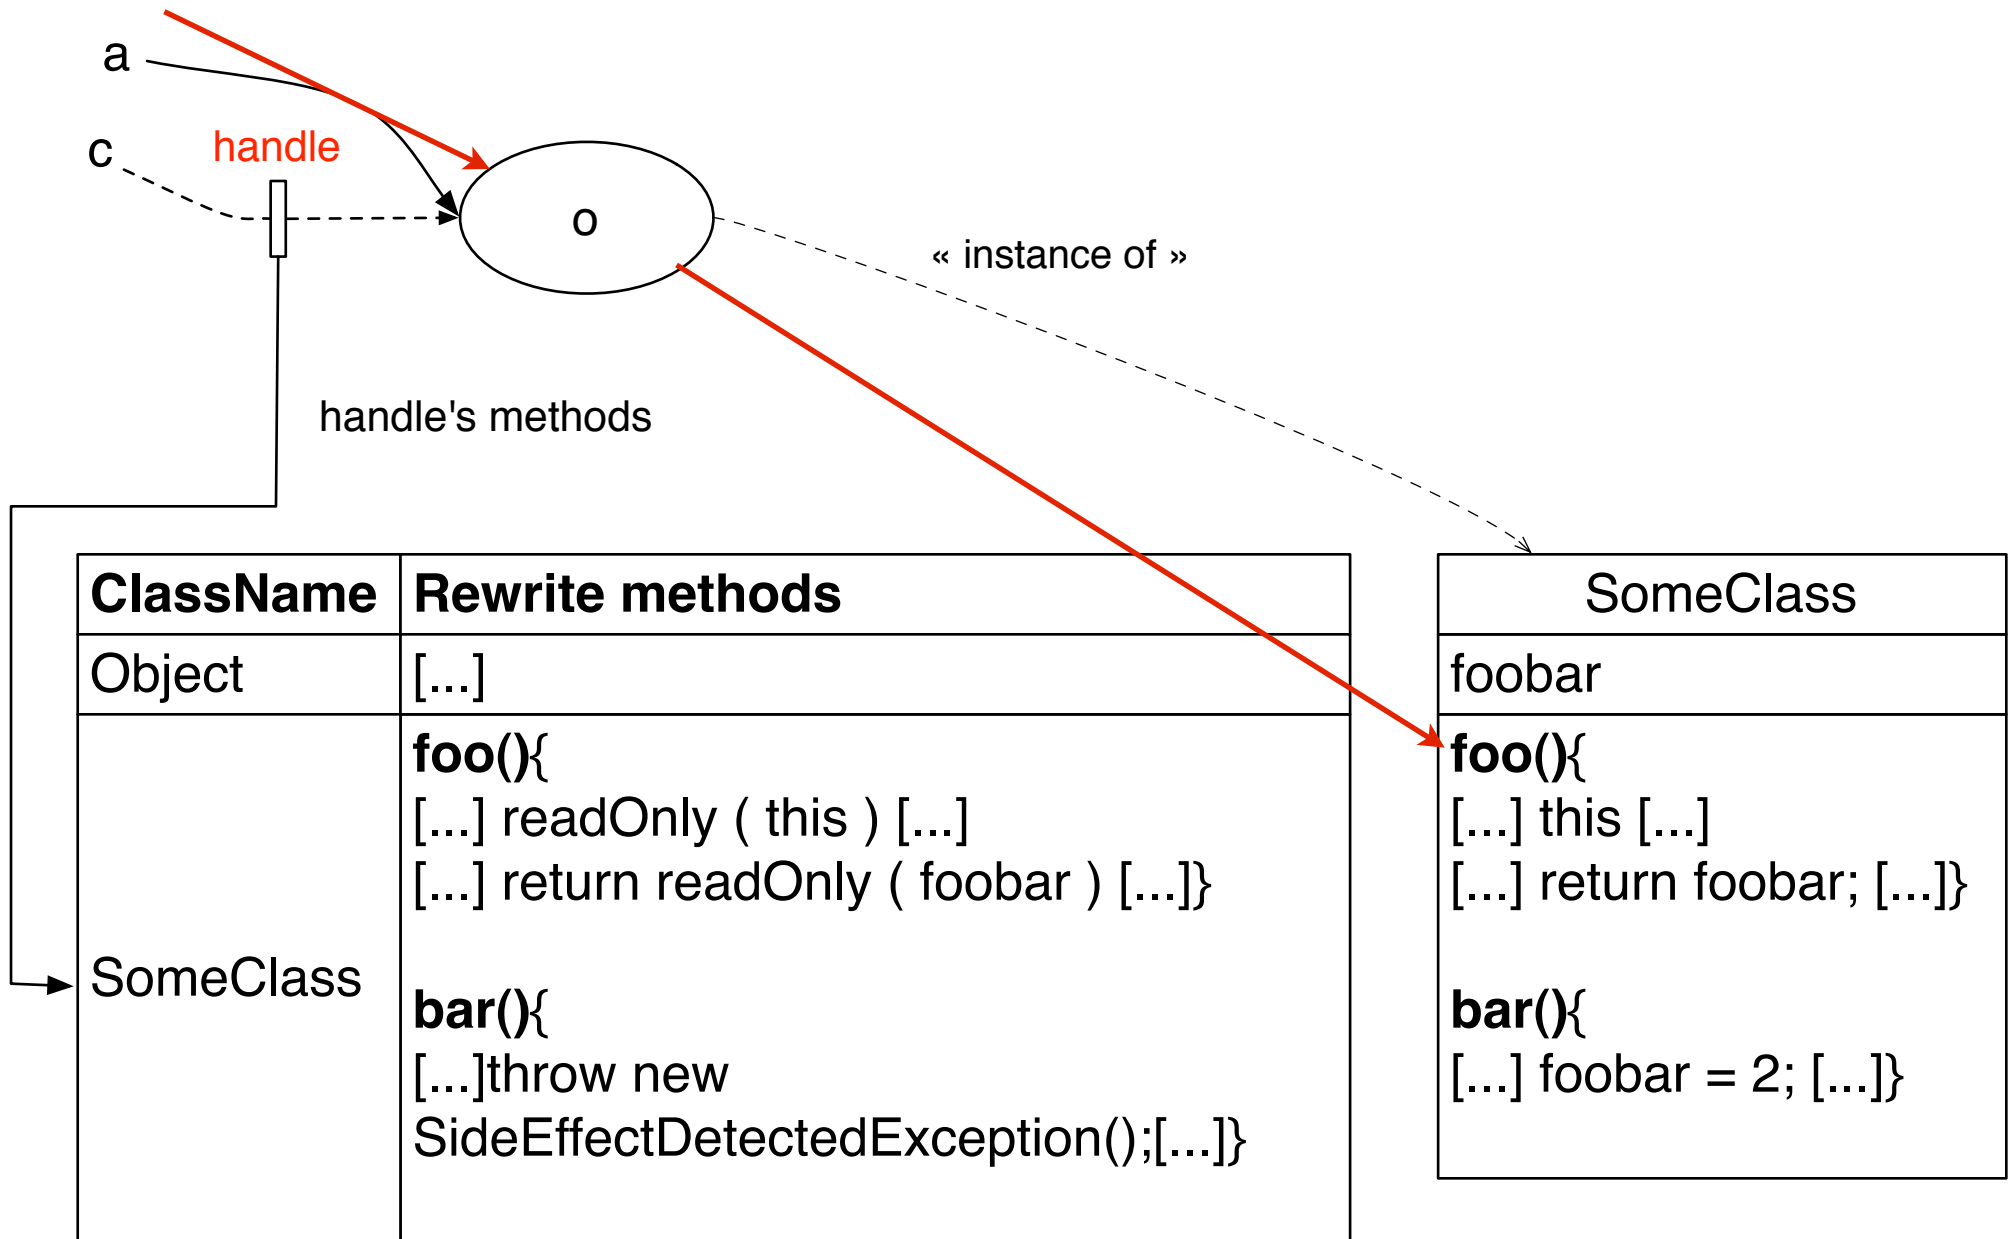 a
c
handle
o
« instance of »
handle's methods
ClassName
Rewrite methods
Object
[...]
SomeClass
foo(){
[...] readOnly ( this ) [...]
[...] return readOnly ( foobar ) [...]}
bar(){
[...]throw new
SideEffectDetectedException();[...]}
SomeClass
foobar
foo(){
[...] this [...]
[...] return foobar; [...]}
bar(){
[...] foobar = 2; [...]}